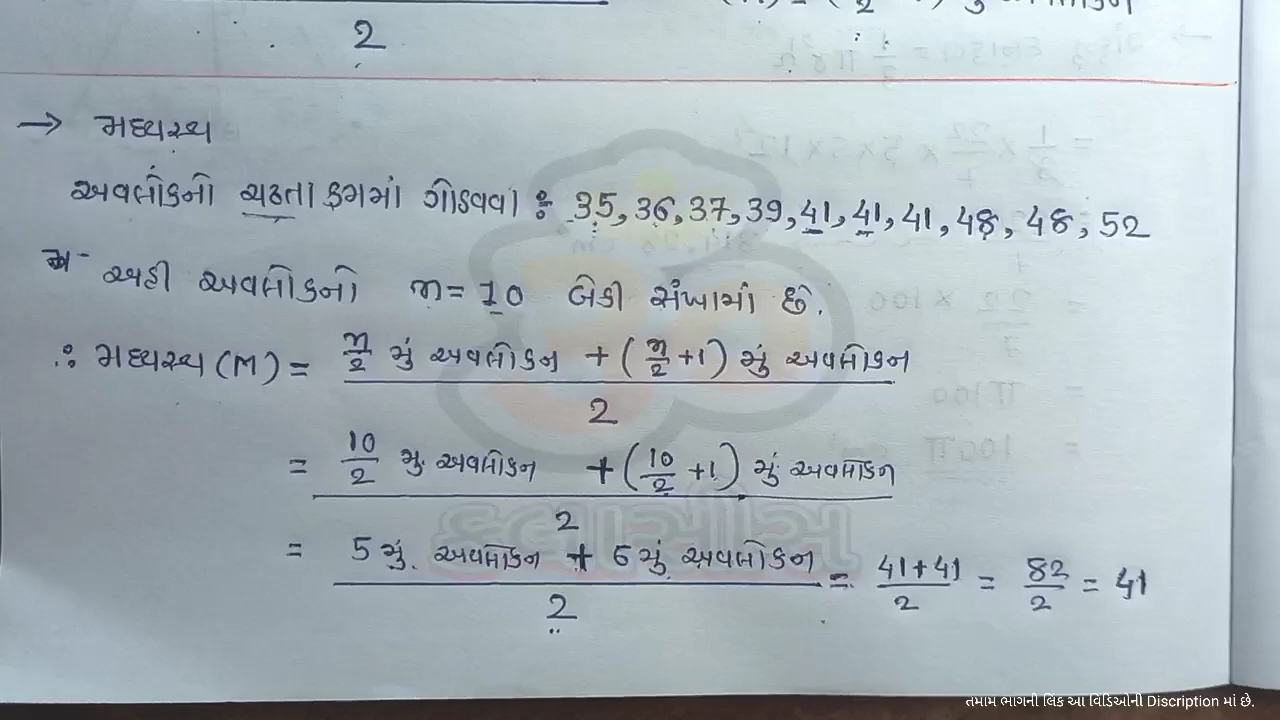 2
→ મધ્યસ્થ
અવલોકનો ચઢતા ક્રમમાં ગોઠવવા : 35, 36, 37, 39, 41, 41, 41, 48, 48, 52
અહી અવલોકનો n = 10 બેકી સંખ્યામાં છે.
∴ મધ્યસ્થ (M) = n/2 મું અવલોકન + (n/2 + 1) મું અવલોકન
2
= 10/2 મું અવલોકન + (10/2 + 1) મું અવલોકન
2
= 5 મું અવલોકન + 6 મું અવલોકન = 41+41/2 = 82/2 = 41
2
તમામ ભાગની લિંક આ વિડિઓની Discription માં છે.